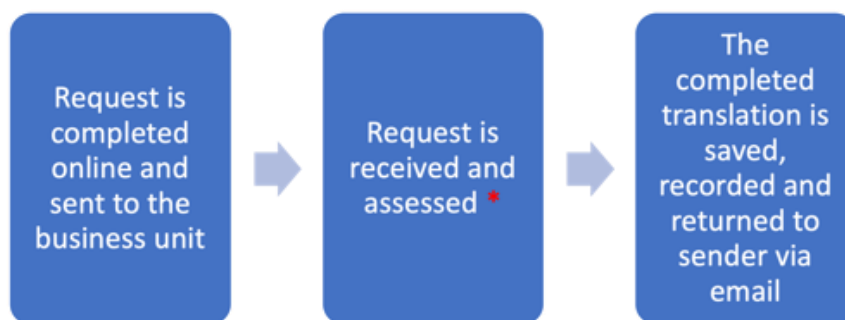 Request is
completed
online and
sent to the
business unit
Request is
received and
assessed *
The
completed
translation is
saved,
recorded and
returned to
sender via
email